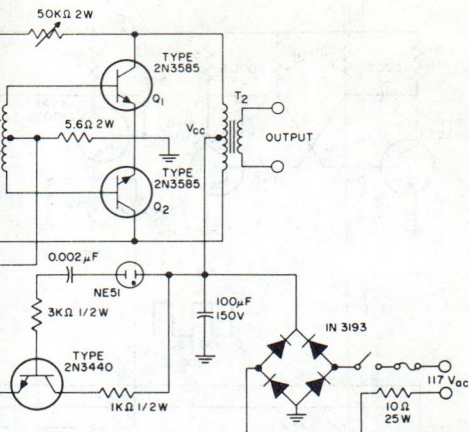 50KΩ 2W
TYPE
2N3585
Q1
T2
5.6Ω 2W
VCC
OUTPUT
TYPE
2N3585
Q2
0.002μF
NE51
100μF
150V
3KΩ 1/2W
IN 3193
TYPE
2N3440
117 Vac
1KΩ 1/2W
10Ω
25W